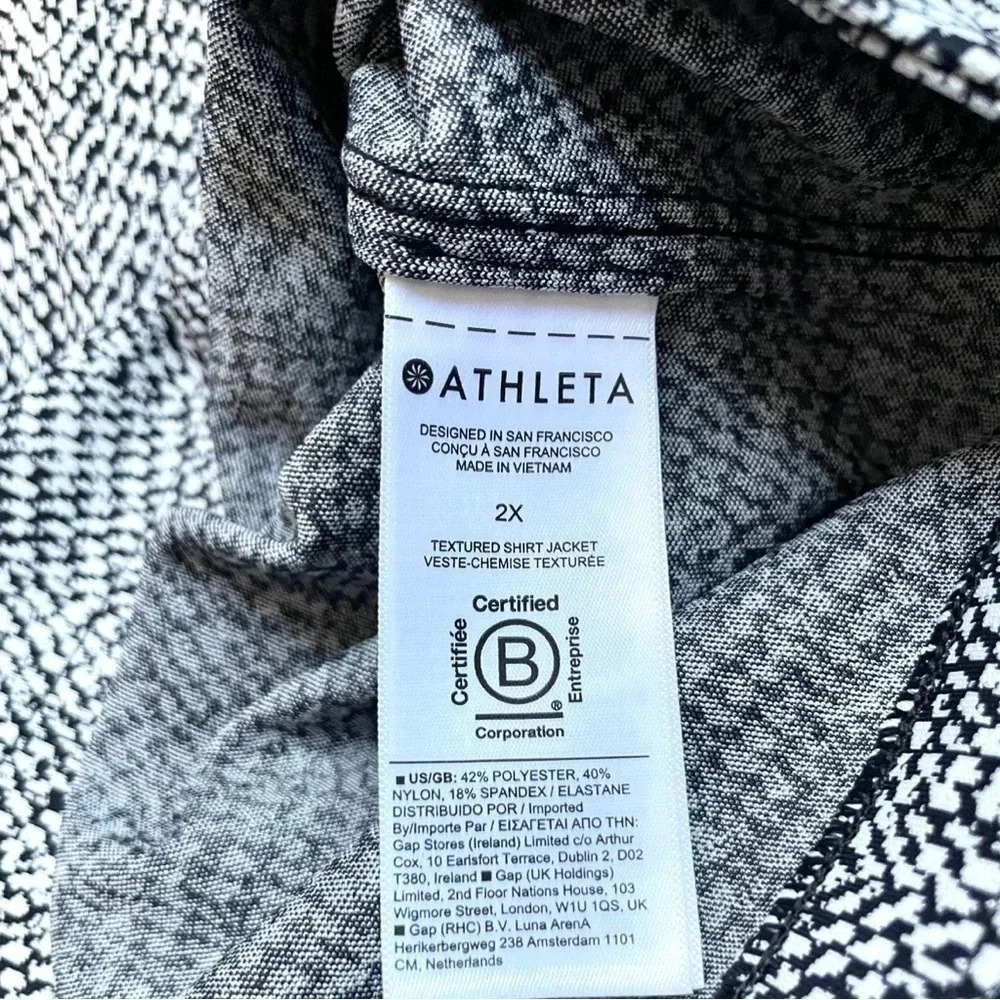 ATHLETA
DESIGNED IN SAN FRANCISCO
CONÇU À SAN FRANCISCO
MADE IN VIETNAM
2X
TEXTURED SHIRT JACKET
VESTE-CHEMISE TEXTURÉE
Certified
Certifiée
B
Entreprise
®
Corporation
■ US/GB: 42% POLYESTER, 40%
NYLON, 18% SPANDEX / ELASTANE
DISTRIBUIDO POR / Imported
By/Importe Par / ΕΙΣΑΓΕΤΑΙ ΑΠΟ ΤΗΝ:
Gap Stores (Ireland) Limited c/o Arthur
Cox, 10 Earlsfort Terrace, Dublin 2, D02
T380, Ireland ■ Gap (UK Holdings)
Limited, 2nd Floor Nations House, 103
Wigmore Street, London, W1U 1QS, UK
■ Gap (RHC) B.V. Luna ArenA
Herikerbergweg 238 Amsterdam 1101
CM, Netherlands